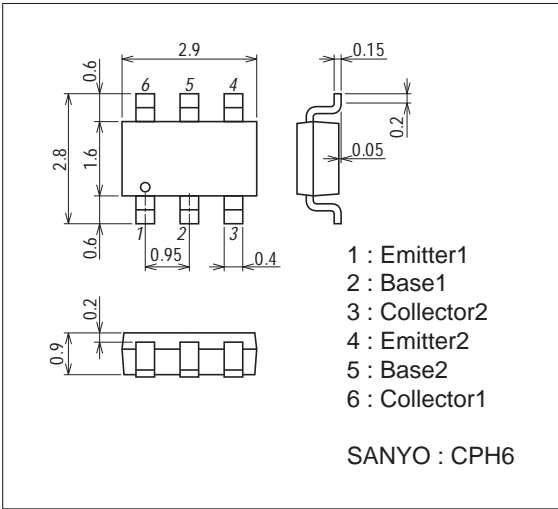 2.9
0.15
0.6
6
5
4
0.2
2.8
1.6
0.05
0.6
1
2
3
0.95
0.4
1 : Emitter1
2 : Base1
3 : Collector2
4 : Emitter2
5 : Base2
6 : Collector1
0.2
0.9
SANYO : CPH6